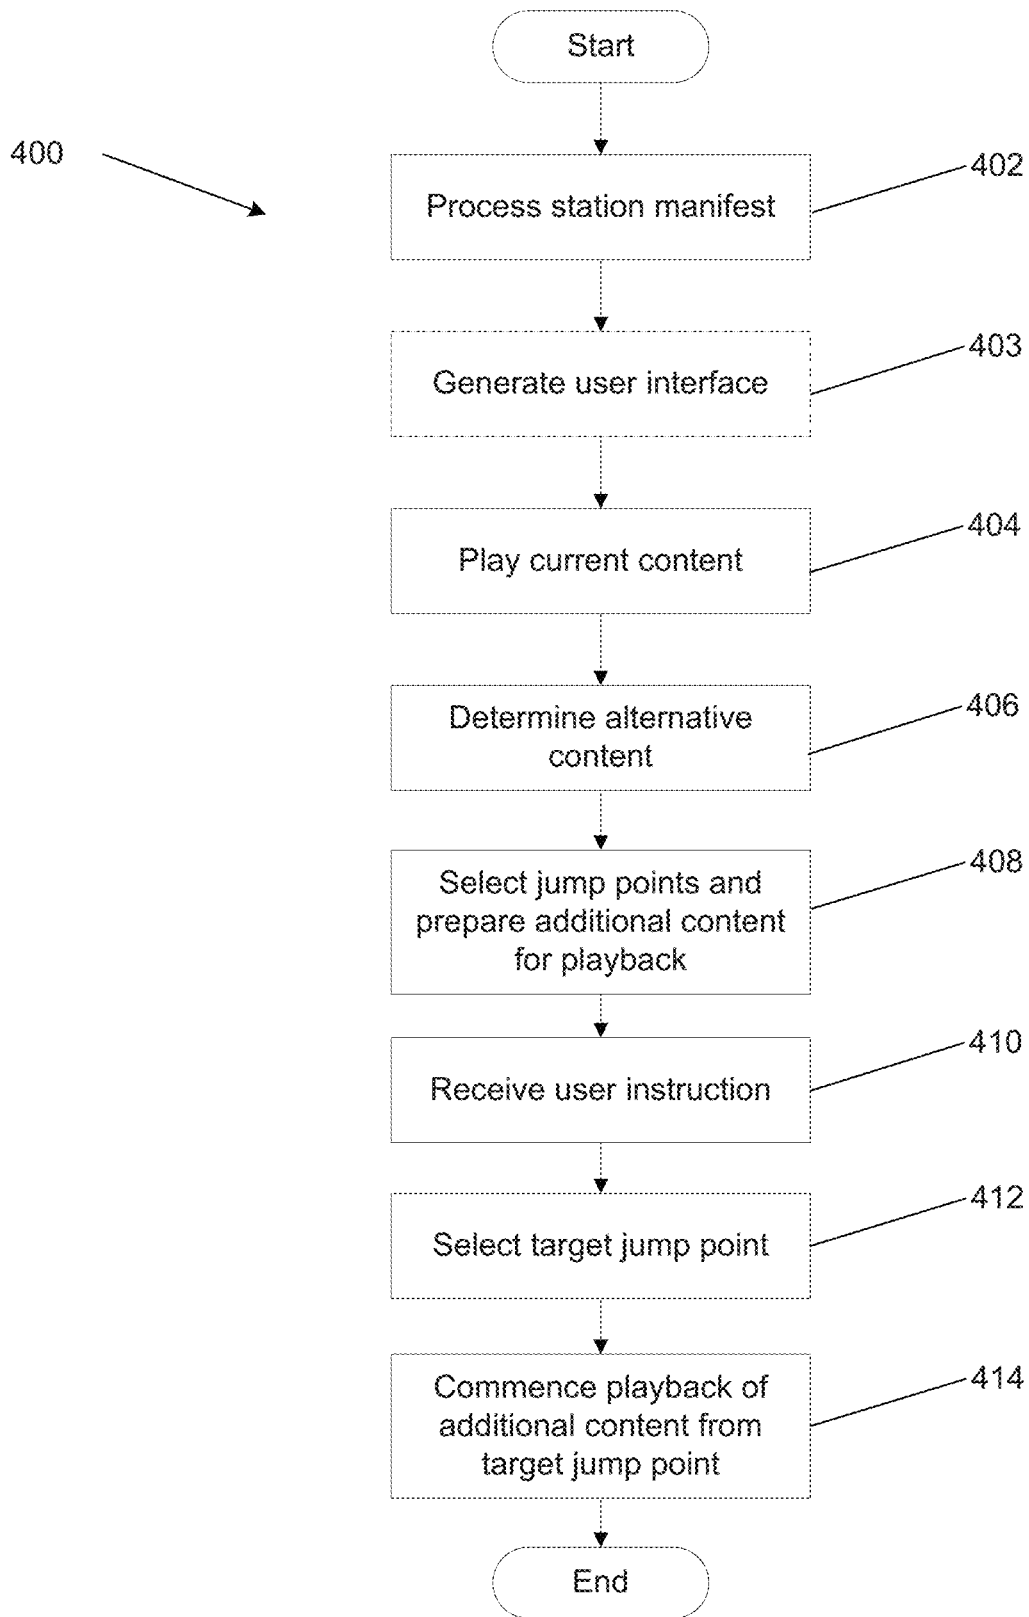 Start
400
402
Process station manifest
403
Generate user interface
404
Play current content
406
Determine alternative
content
408
Select jump points and
prepare additional content
for playback
410
Receive user instruction
412
Select target jump point
414
Commence playback of
additional content from
target jump point
End